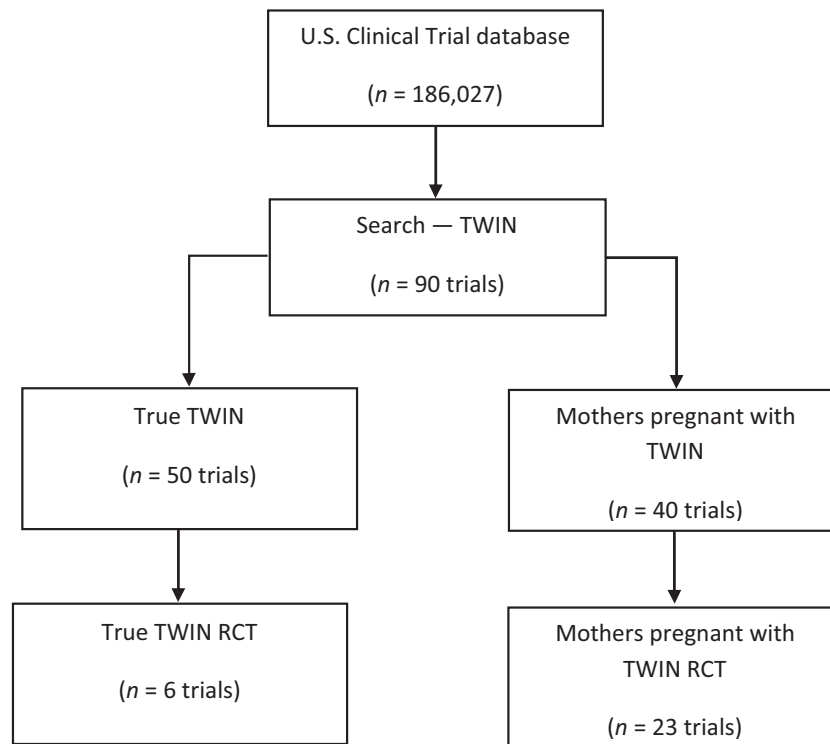 U.S. Clinical Trial database
(n = 186,027)
Search — TWIN
(n = 90 trials)
True TWIN
(n = 50 trials)
Mothers pregnant with
TWIN
(n = 40 trials)
True TWIN RCT
(n = 6 trials)
Mothers pregnant with
TWIN RCT
(n = 23 trials)